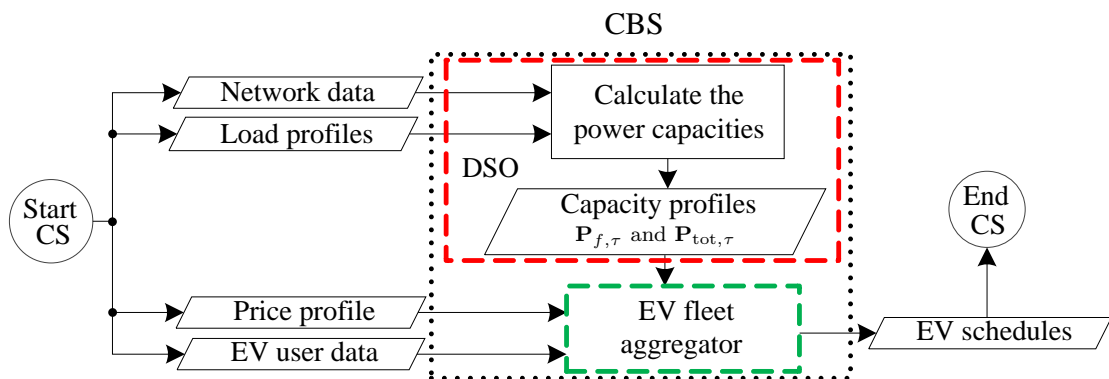 CBS
Network data
Load profiles
Calculate the
power capacities
DSO
Start
CS
Capacity profiles
𝐏_{f,τ} and 𝐏_{tot,τ}
End
CS
Price profile
EV user data
EV fleet
aggregator
EV schedules